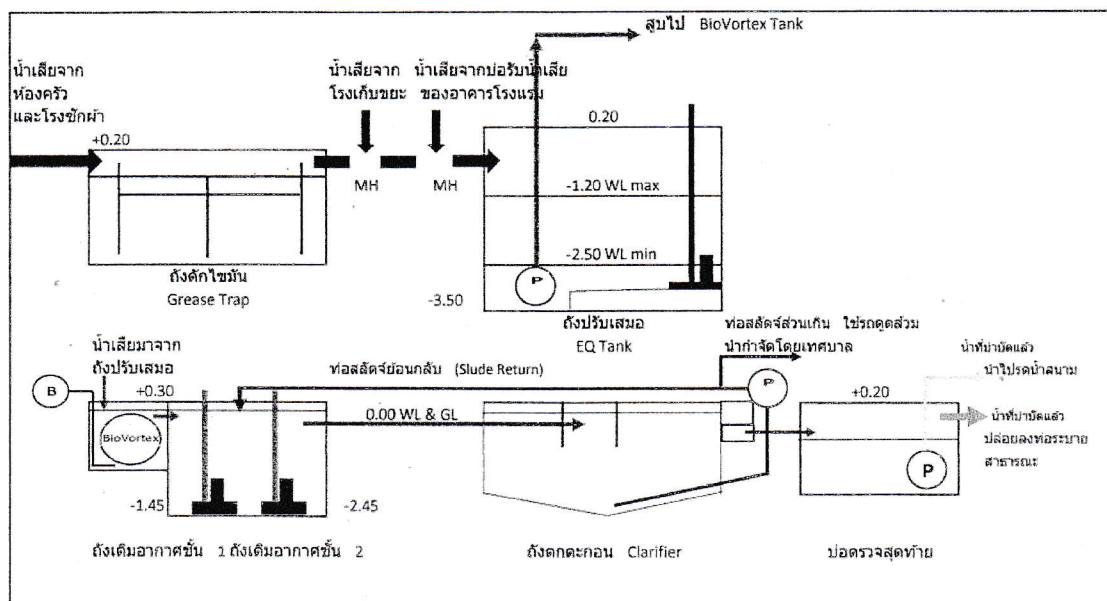 สูบไป BioVortex Tank
น้ำเสียจาก
ห้องครัว
และโรงซักผ้า
น้ำเสียจาก
โรงเก็บขยะ
น้ำเสียจากบ่อรับน้ำเสีย
ของอาคารโรงแรม
+0.20
0.20
MH
MH
-1.20 WL max
-2.50 WL min
P
-3.50
ถังดักไขมัน
Grease Trap
ถังปรับเสมอ
EQ Tank
น้ำเสียมาจาก
ถังปรับเสมอ
ท่อสลัดจ์ส่วนเกิน ใช้รถดูดส้วม
นำกำจัดโดยเทศบาล
น้ำที่บำบัดแล้ว
นำไปรดน้ำสนาม
B
+0.30
ท่อสลัดจ์ย้อนกลับ (Slude Return)
P
+0.20
BioVortex
0.00 WL & GL
น้ำที่บำบัดแล้ว
ปล่อยลงท่อระบาย
สาธารณะ
P
-1.45
-2.45
ถังเติมอากาศชั้น 1
ถังเติมอากาศชั้น 2
ถังตกตะกอน Clarifier
บ่อตรวจสุดท้าย